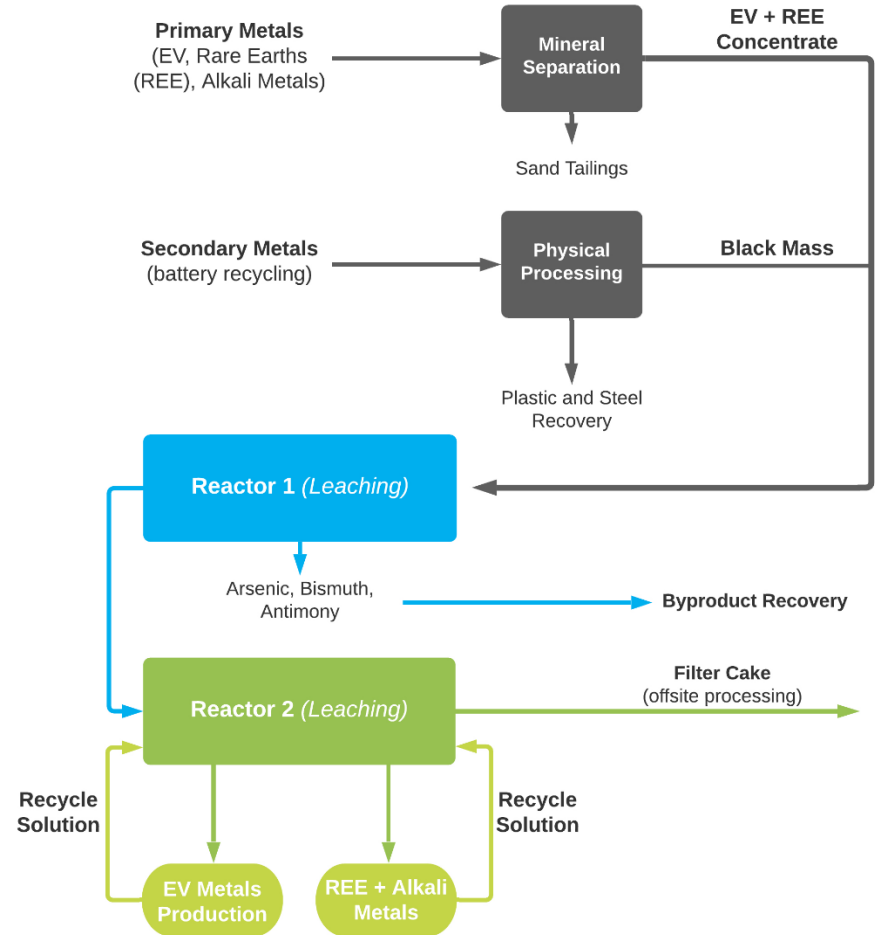 Primary Metals
(EV, Rare Earths
(REE), Alkali Metals)
Mineral
Separation
EV + REE
Concentrate
Sand Tailings
Secondary Metals
(battery recycling)
Physical
Processing
Black Mass
Plastic and Steel
Recovery
Reactor 1 (Leaching)
Arsenic, Bismuth,
Antimony
Byproduct Recovery
Reactor 2 (Leaching)
Filter Cake
(offsite processing)
Recycle
Solution
Recycle
Solution
EV Metals
Production
REE + Alkali
Metals